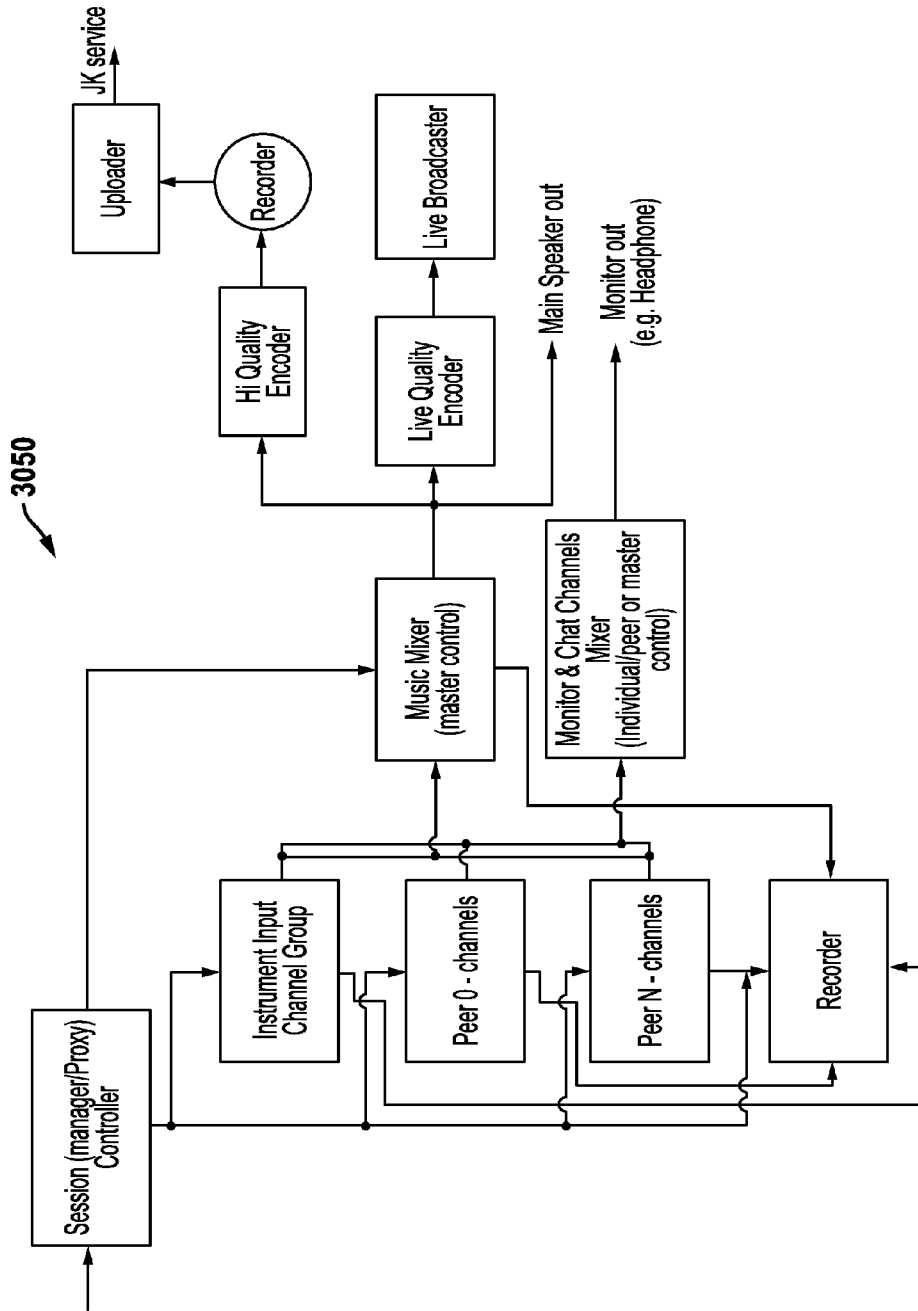 3050
Session (manager/Proxy)
Controller
Instrument Input
Channel Group
Peer 0 - channels
Peer N - channels
Recorder
Music Mixer
(master control)
Monitor & Chat Channels
Mixer
(Individual/peer or master
control)
Hi Quality
Encoder
Recorder
Uploader
JK service
Live Quality
Encoder
Live Broadcaster
Main Speaker out
Monitor out
(e.g. Headphone)